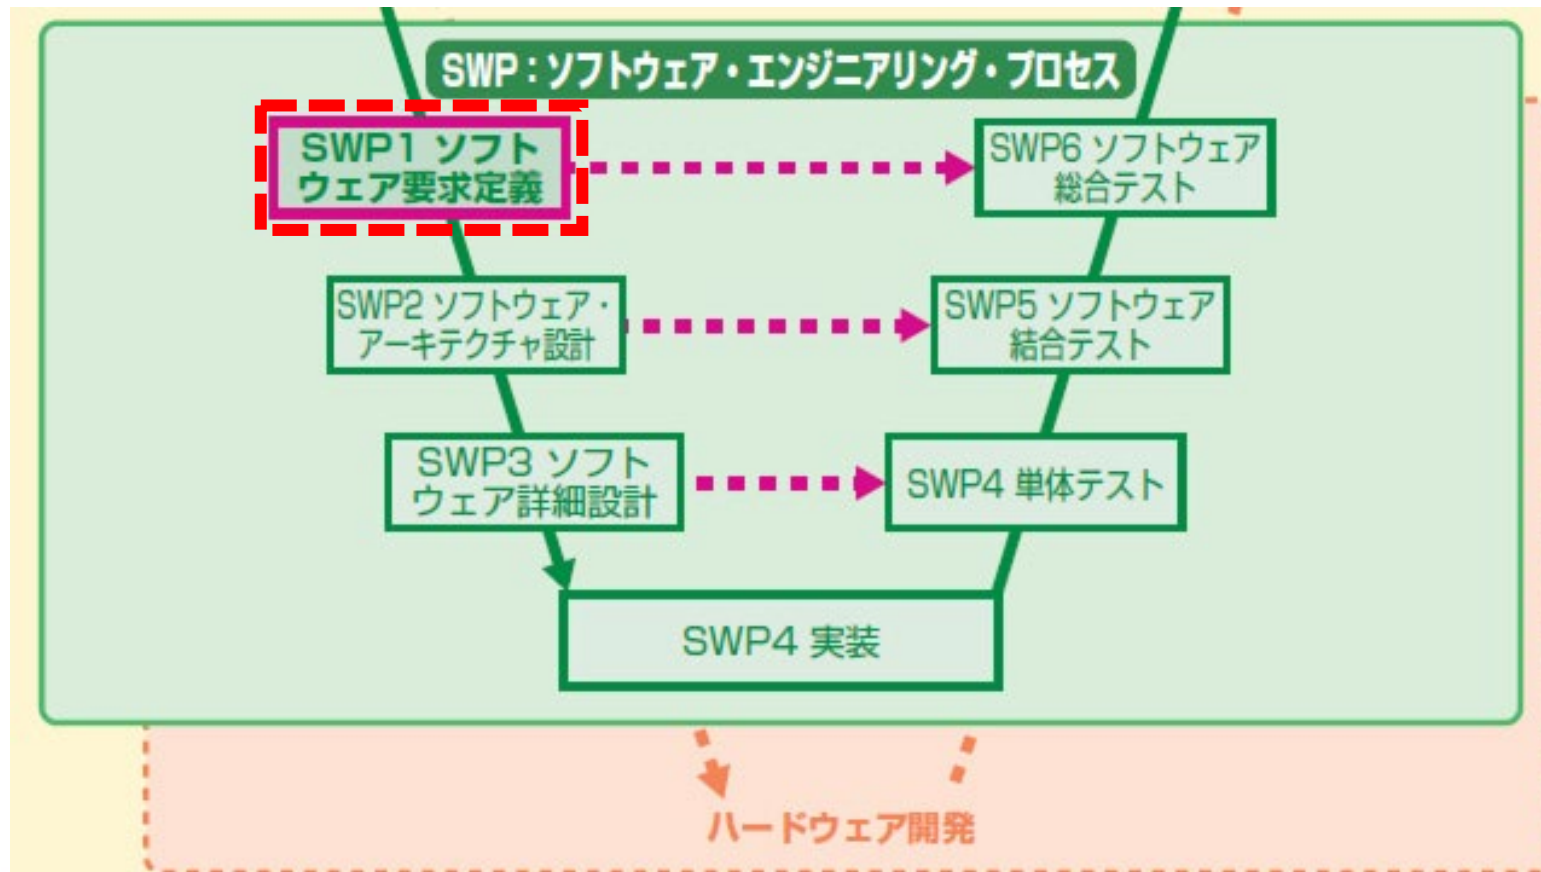 SWP：ソフトウェア・エンジニアリング・プロセス
SWP1 ソフト
ウェア要求定義
SWP6 ソフトウェア
総合テスト
SWP2 ソフトウェア・
アーキテクチャ設計
SWP5 ソフトウェア
結合テスト
SWP3 ソフト
ウェア詳細設計
SWP4 単体テスト
SWP4 実装
ハードウェア開発